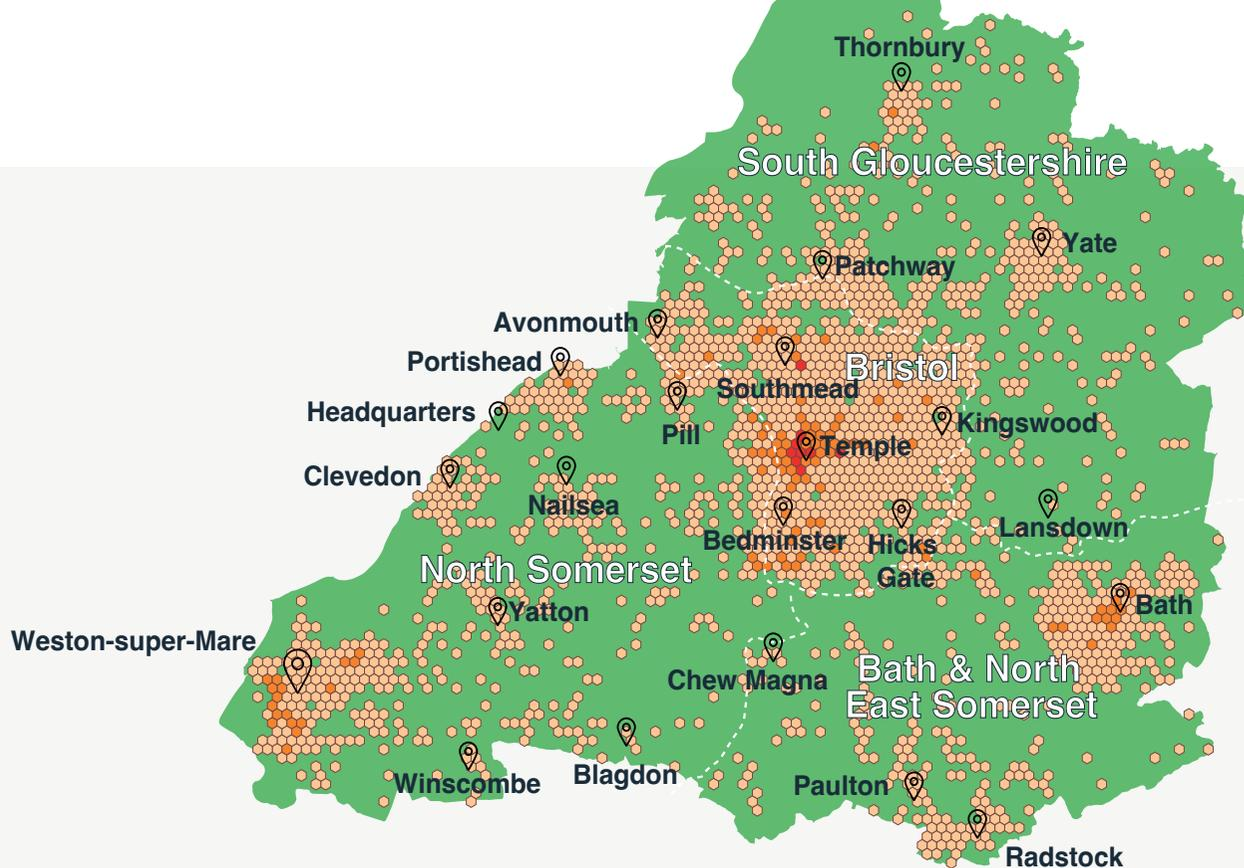 Thornbury
South Gloucestershire
Yate
Patchway
Avonmouth
Portishead
Bristol
Southmead
Headquarters
Kingswood
Pill
Temple
Clevedon
Nailsea
Lansdown
Bedminster
Hicks
Gate
North Somerset
Bath
Yatton
Weston-super-Mare
Chew Magna
Bath & North
East Somerset
Blagdon
Winscombe
Paulton
Radstock